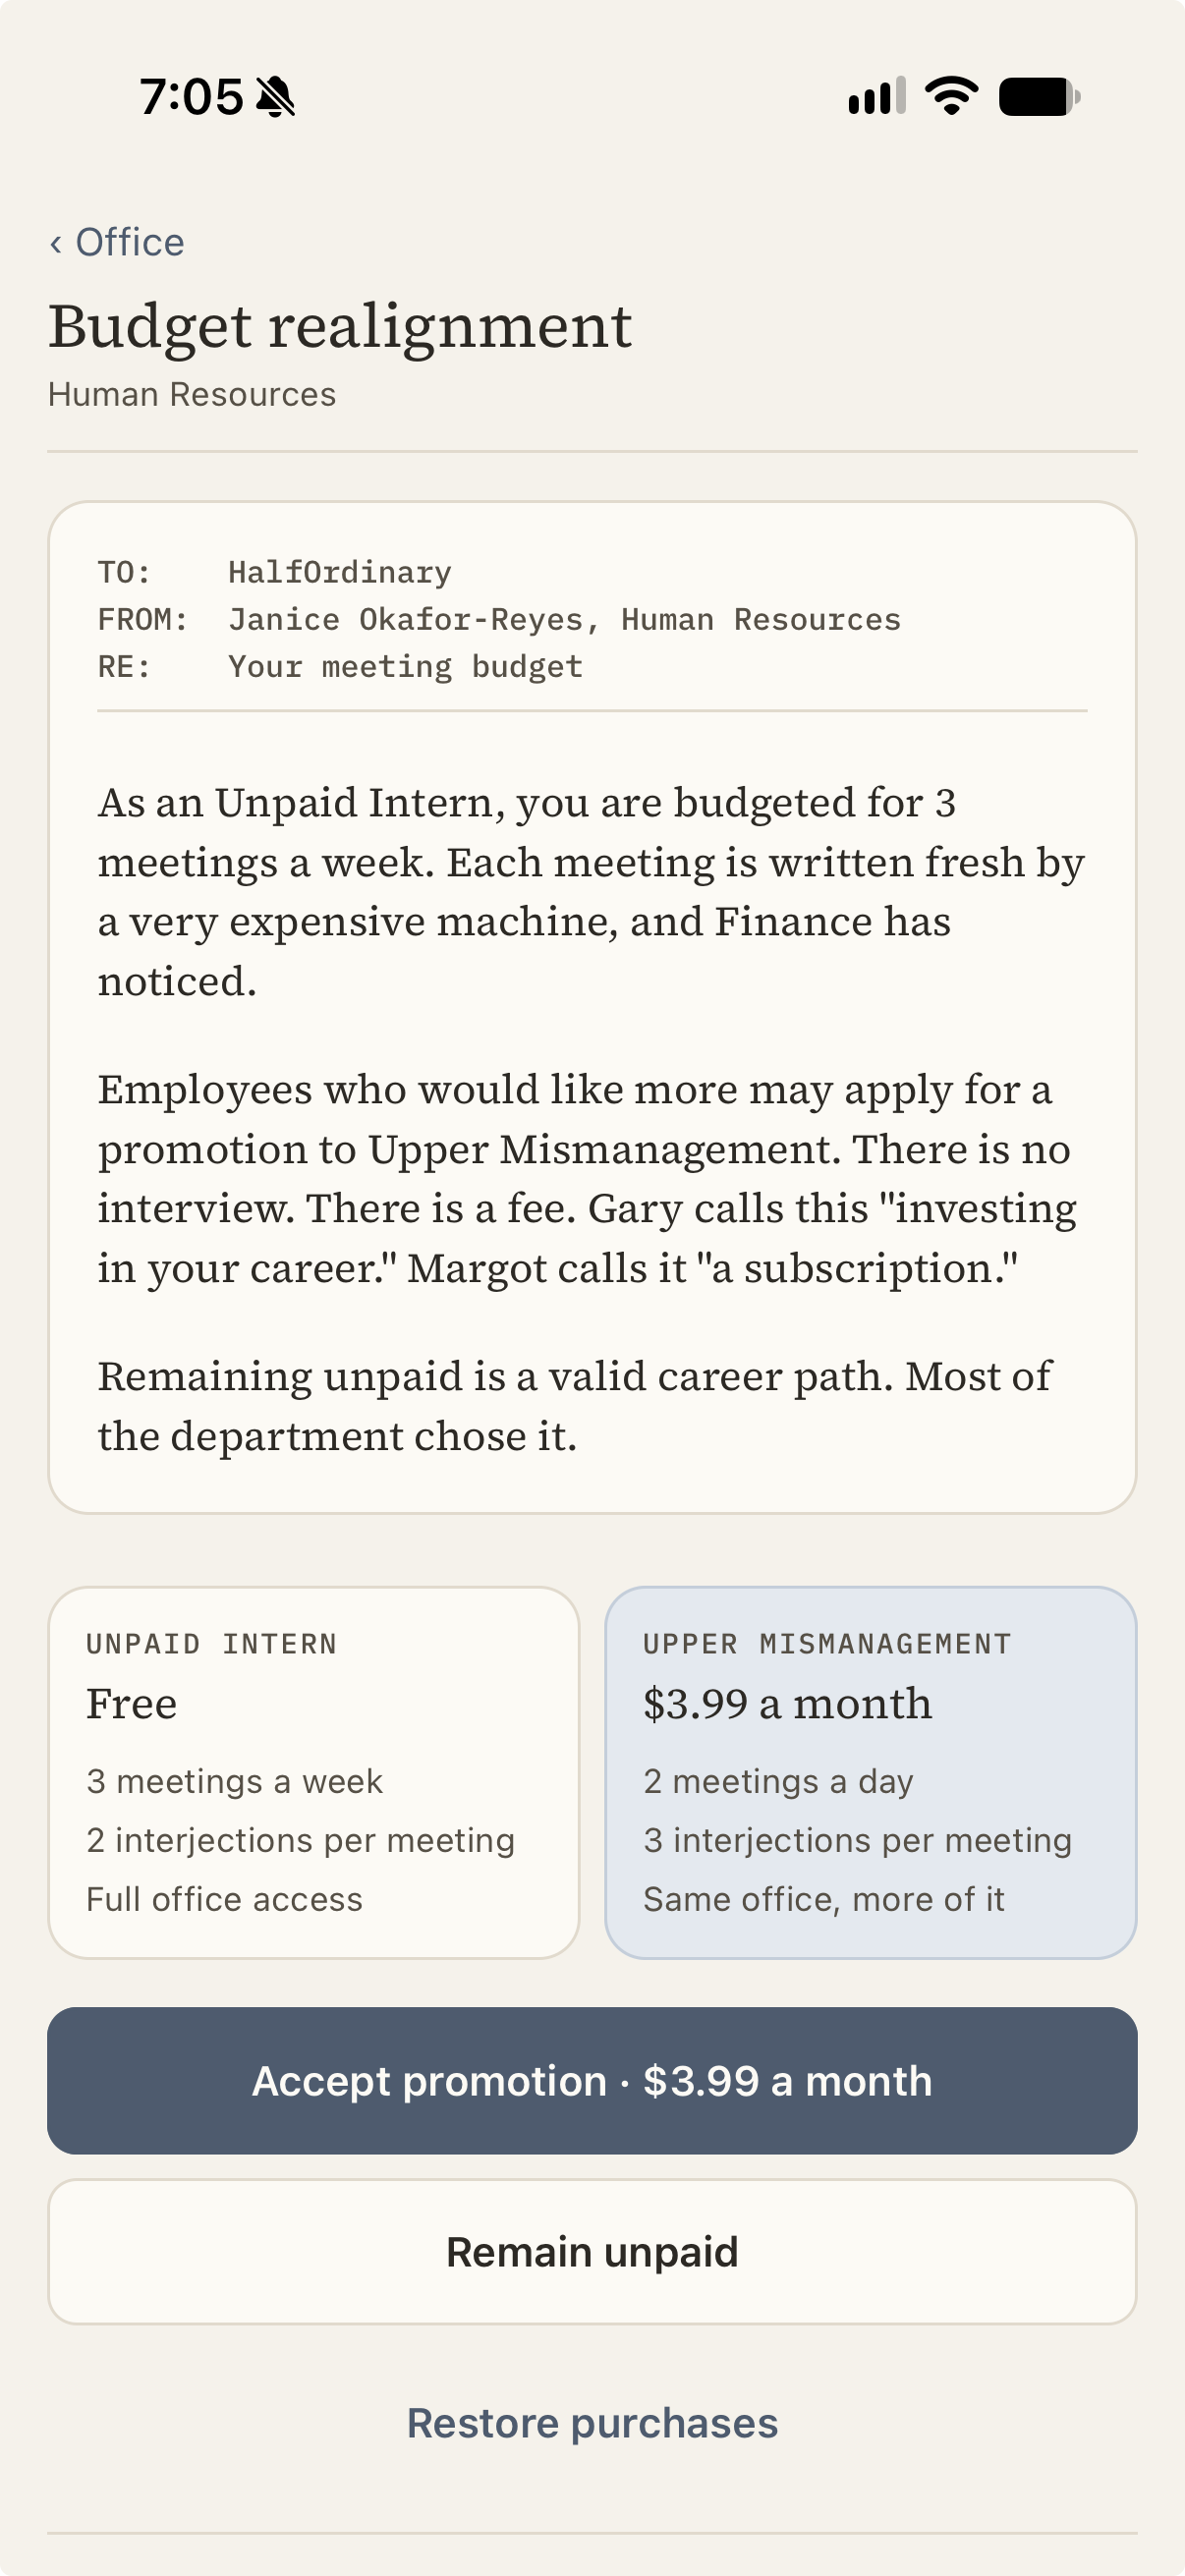 7:05
‹ Office
Budget realignment
Human Resources
TO: HalfOrdinary
FROM: Janice Okafor-Reyes, Human Resources
RE: Your meeting budget
As an Unpaid Intern, you are budgeted for 3
meetings a week. Each meeting is written fresh by
a very expensive machine, and Finance has
noticed.
Employees who would like more may apply for a
promotion to Upper Mismanagement. There is no
interview. There is a fee. Gary calls this "investing
in your career." Margot calls it "a subscription."
Remaining unpaid is a valid career path. Most of
the department chose it.
UNPAID INTERN
Free
3 meetings a week
2 interjections per meeting
Full office access
UPPER MISMANAGEMENT
$3.99 a month
2 meetings a day
3 interjections per meeting
Same office, more of it
Accept promotion · $3.99 a month
Remain unpaid
Restore purchases